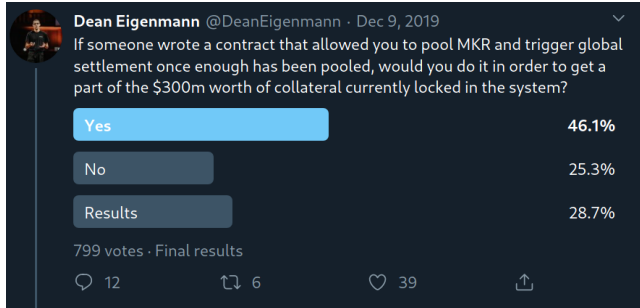 Dean Eigenmann @DeanEigenmann · Dec 9, 2019
If someone wrote a contract that allowed you to pool MKR and trigger global
settlement once enough has been pooled, would you do it in order to get a
part of the $300m worth of collateral currently locked in the system?
Yes 46.1%
No 25.3%
Results 28.7%
799 votes · Final results
12 6 39